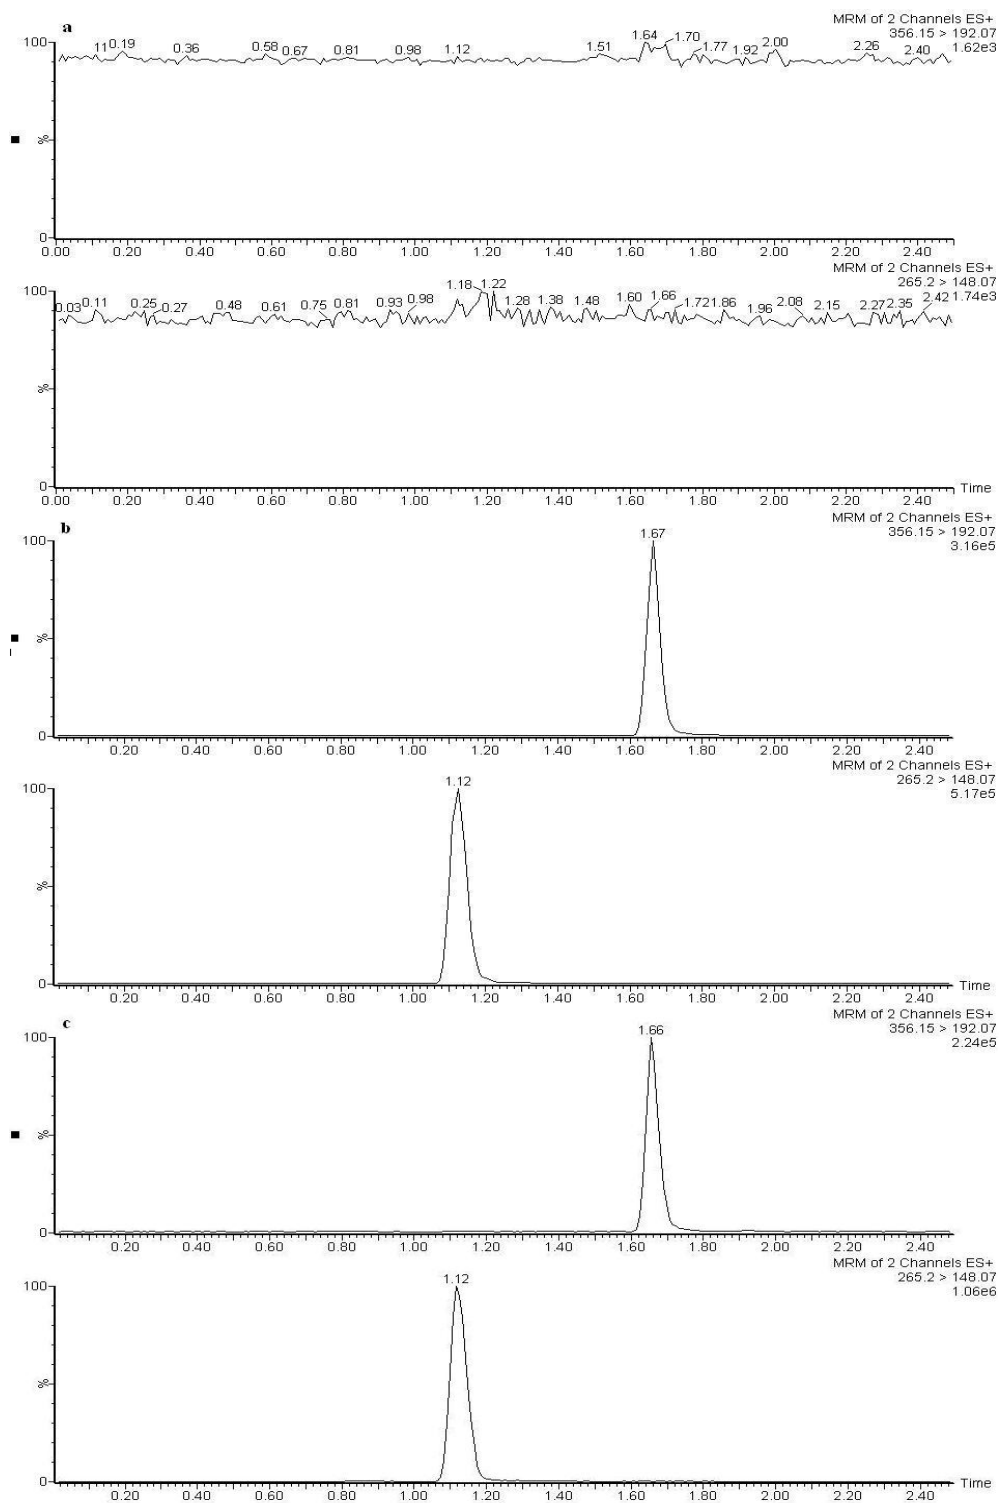 a
MRM of 2 Channels ES+
356.15 > 192.07
1.62e3
100
11 0.19 0.36 0.58 0.67 0.81 0.98 1.12 1.51 1.64 1.70 1.77 1.92 2.00 2.26 2.40
%
0
0.00 0.20 0.40 0.60 0.80 1.00 1.20 1.40 1.60 1.80 2.00 2.20 2.40
MRM of 2 Channels ES+
265.2 > 148.07
1.74e3
100
0.03 0.11 0.25 0.27 0.48 0.61 0.75 0.81 0.93 0.98 1.18 1.22 1.28 1.38 1.48 1.60 1.66 1.72 1.86 1.96 2.08 2.15 2.27 2.35 2.42
%
0
0.00 0.20 0.40 0.60 0.80 1.00 1.20 1.40 1.60 1.80 2.00 2.20 2.40
Time
b
MRM of 2 Channels ES+
356.15 > 192.07
3.16e5
100
1.67
%
0
0.20 0.40 0.60 0.80 1.00 1.20 1.40 1.60 1.80 2.00 2.20 2.40
MRM of 2 Channels ES+
265.2 > 148.07
5.17e5
100
1.12
%
0
0.20 0.40 0.60 0.80 1.00 1.20 1.40 1.60 1.80 2.00 2.20 2.40
Time
c
MRM of 2 Channels ES+
356.15 > 192.07
2.24e5
100
1.66
%
0
0.20 0.40 0.60 0.80 1.00 1.20 1.40 1.60 1.80 2.00 2.20 2.40
MRM of 2 Channels ES+
265.2 > 148.07
1.06e6
100
1.12
%
0
0.20 0.40 0.60 0.80 1.00 1.20 1.40 1.60 1.80 2.00 2.20 2.40
Time